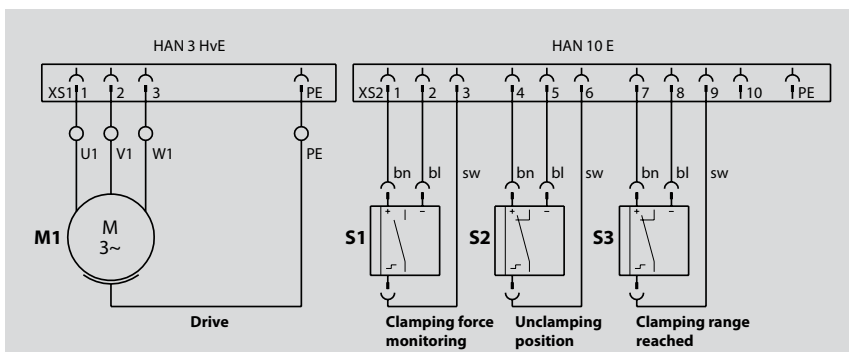 HAN 3 HvE HAN 10 E
XS1 1 2 3 PE XS2 1 2 3 4 5 6 7 8 9 10 PE
U1 V1 W1 PE
bn bl sw bn bl sw bn bl sw
+ − + − + −
M1 M S1 S2 S3
3~
Drive Clamping force Unclamping Clamping range
monitoring position reached